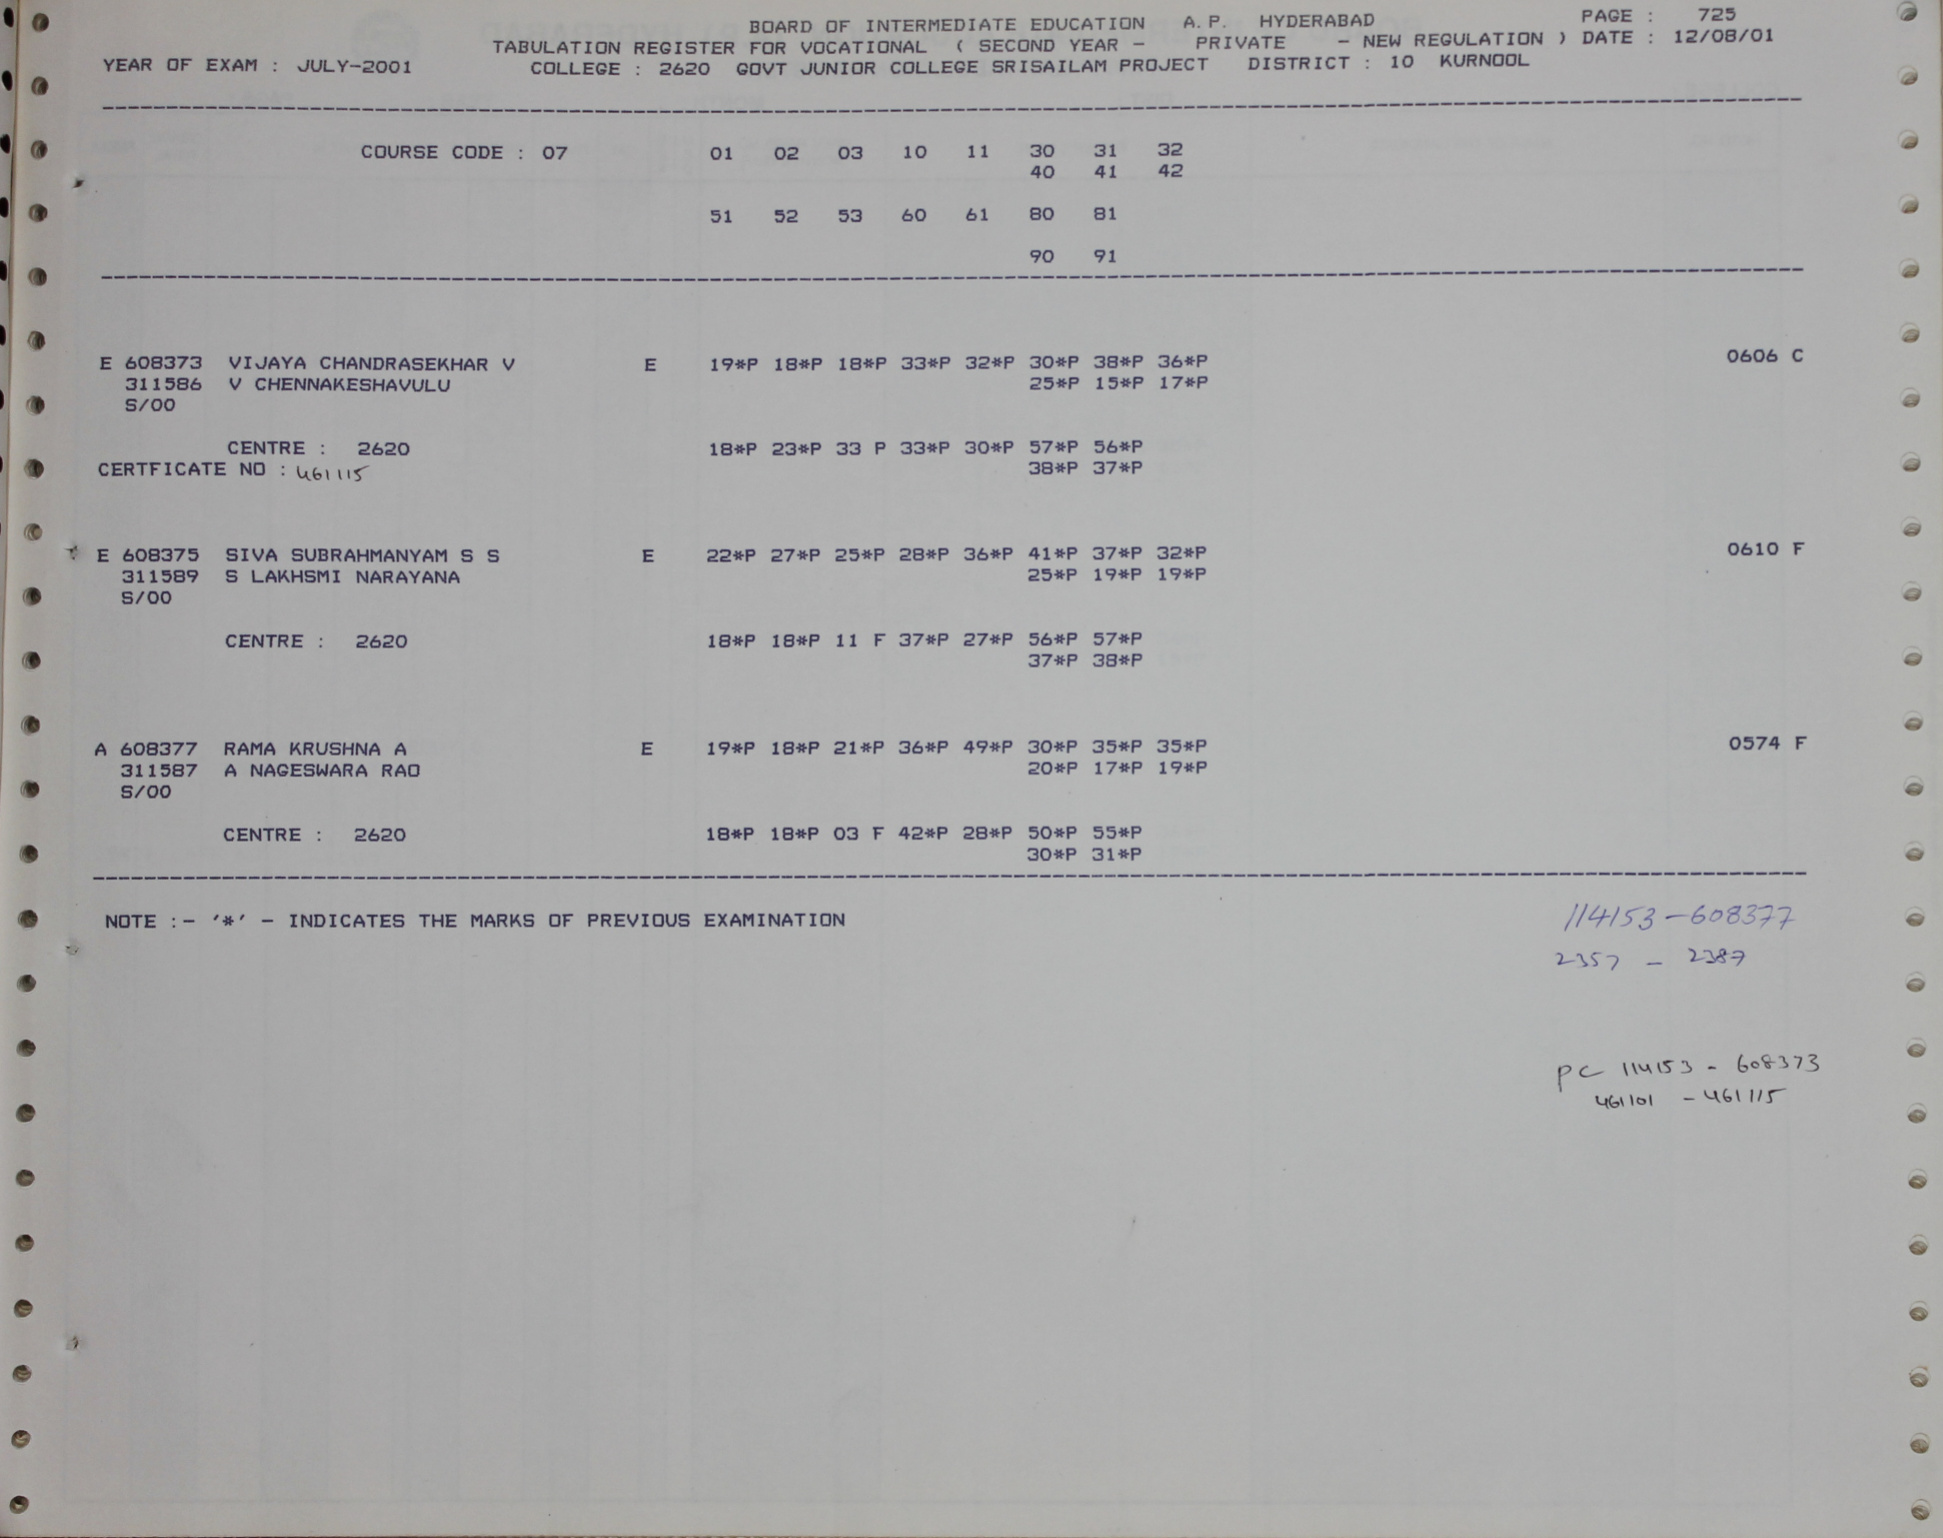 BOARD OF INTERMEDIATE EDUCATION A.P. HYDERABAD PAGE : 725
TABULATION REGISTER FOR VOCATIONAL ( SECOND YEAR - PRIVATE - NEW REGULATION ) DATE : 12/08/01
YEAR OF EXAM : JULY-2001 COLLEGE : 2620 GOVT JUNIOR COLLEGE SRISAILAM PROJECT DISTRICT : 10 KURNOOL
COURSE CODE : 07 01 02 03 10 11 30 31 32
40 41 42
51 52 53 60 61 80 81
90 91
E 608373 VIJAYA CHANDRASEKHAR V E 19*P 18*P 18*P 33*P 32*P 30*P 38*P 36*P 0606 C
311586 V CHENNAKESHAVULU 25*P 15*P 17*P
S/00
CENTRE : 2620 18*P 23*P 33 P 33*P 30*P 57*P 56*P
CERTFICATE NO : 461115 38*P 37*P
E 608375 SIVA SUBRAHMANYAM S S E 22*P 27*P 25*P 28*P 36*P 41*P 37*P 32*P 0610 F
311589 S LAKHSMI NARAYANA 25*P 19*P 19*P
S/00
CENTRE : 2620 18*P 18*P 11 F 37*P 27*P 56*P 57*P
37*P 38*P
A 608377 RAMA KRUSHNA A E 19*P 18*P 21*P 36*P 49*P 30*P 35*P 35*P 0574 F
311587 A NAGESWARA RAO 20*P 17*P 19*P
S/00
CENTRE : 2620 18*P 18*P 03 F 42*P 28*P 50*P 55*P
30*P 31*P
NOTE :- '*' - INDICATES THE MARKS OF PREVIOUS EXAMINATION
114153-608377
2357 - 2387
PC 114153 - 608373
461101 - 461115